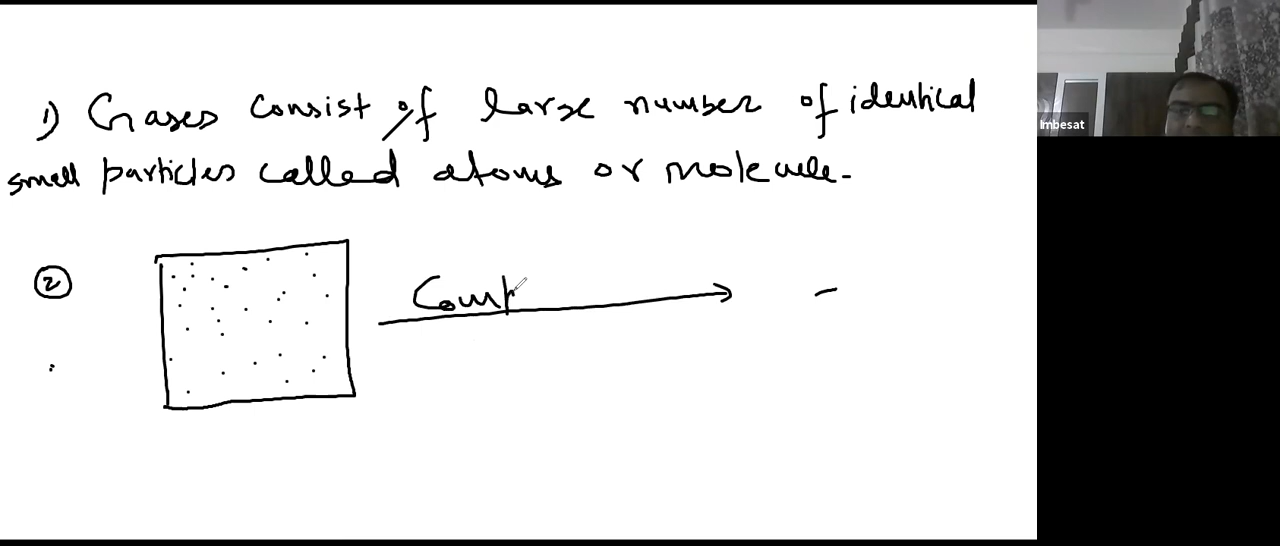 1) Gases consist of large number of identical
small particles called atoms or molecule.
②
Comp
Imbesat